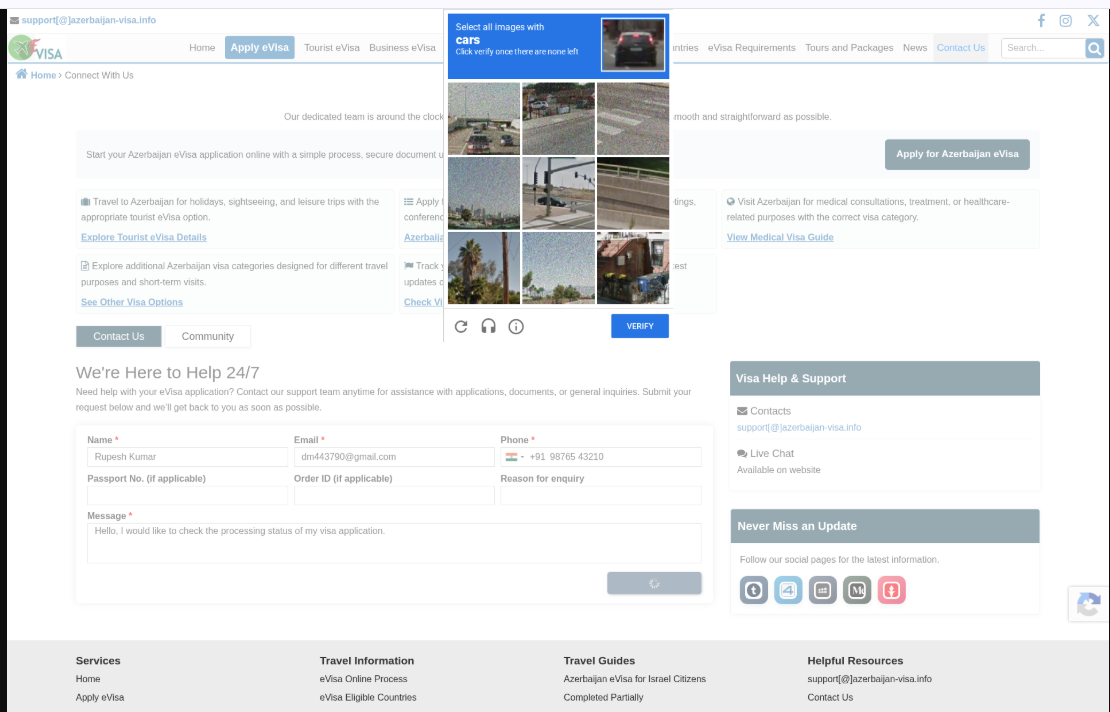 support[@]azerbaijan-visa.info
VISA
Home
Apply eVisa
Tourist eVisa
Business eVisa
ntries
eVisa Requirements
Tours and Packages
News
Contact Us
Search...
Home > Connect With Us
Select all images with
cars
Click verify once there are none left
Our dedicated team is around the clock
mooth and straightforward as possible.
Start your Azerbaijan eVisa application online with a simple process, secure document u
Apply for Azerbaijan eVisa
Travel to Azerbaijan for holidays, sightseeing, and leisure trips with the
appropriate tourist eVisa option.
Explore Tourist eVisa Details
Apply f
conferenc
Azerbaija
tings,
Visit Azerbaijan for medical consultations, treatment, or healthcare-
related purposes with the correct visa category.
View Medical Visa Guide
Explore additional Azerbaijan visa categories designed for different travel
purposes and short-term visits.
See Other Visa Options
Track y
updates o
Check Vi
test
VERIFY
Contact Us
Community
We're Here to Help 24/7
Need help with your eVisa application? Contact our support team anytime for assistance with applications, documents, or general inquiries. Submit your
request below and we'll get back to you as soon as possible.
Name *
Email *
Phone *
Rupesh Kumar
dm443790@gmail.com
+91 98765 43210
Passport No. (if applicable)
Order ID (if applicable)
Reason for enquiry
Message *
Hello, I would like to check the processing status of my visa application.
Visa Help & Support
Contacts
support[@]azerbaijan-visa.info
Live Chat
Available on website
Never Miss an Update
Follow our social pages for the latest information.
Services
Home
Apply eVisa
Travel Information
eVisa Online Process
eVisa Eligible Countries
Travel Guides
Azerbaijan eVisa for Israel Citizens
Completed Partially
Helpful Resources
support[@]azerbaijan-visa.info
Contact Us